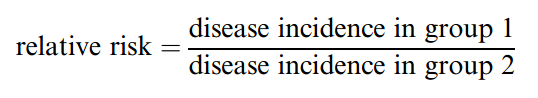 relative risk = disease incidence in group 1
disease incidence in group 2